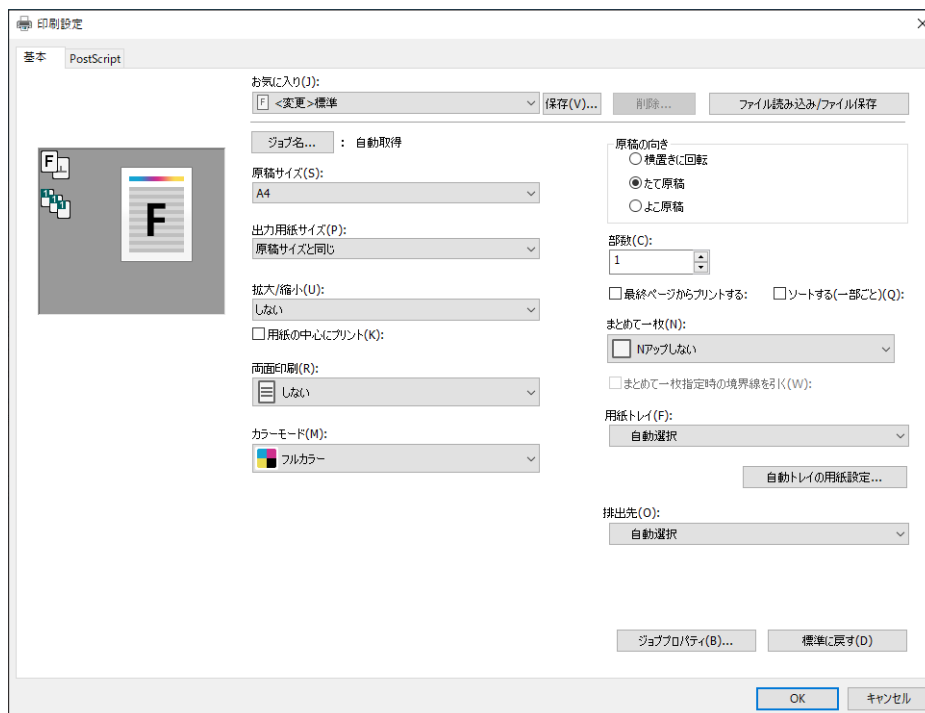 印刷設定
基本
PostScript
お気に入り(J):
F <変更>標準
保存(V)...
削除...
ファイル読み込み/ファイル保存
ジョブ名... : 自動取得
原稿サイズ(S):
A4
出力用紙サイズ(P):
原稿サイズと同じ
拡大/縮小(U):
しない
用紙の中心にプリント(K):
両面印刷(R):
しない
カラーモード(M):
フルカラー
原稿の向き
横置きに回転
たて原稿
よこ原稿
部数(C):
1
最終ページからプリントする:
ソートする(一部ごと)(Q):
まとめて一枚(N):
Nアップしない
まとめて一枚指定時の境界線を引く(W):
用紙トレイ(F):
自動選択
自動トレイの用紙設定...
排出先(O):
自動選択
ジョブプロパティ(B)...
標準に戻す(D)
OK
キャンセル
F
1 1 1
F